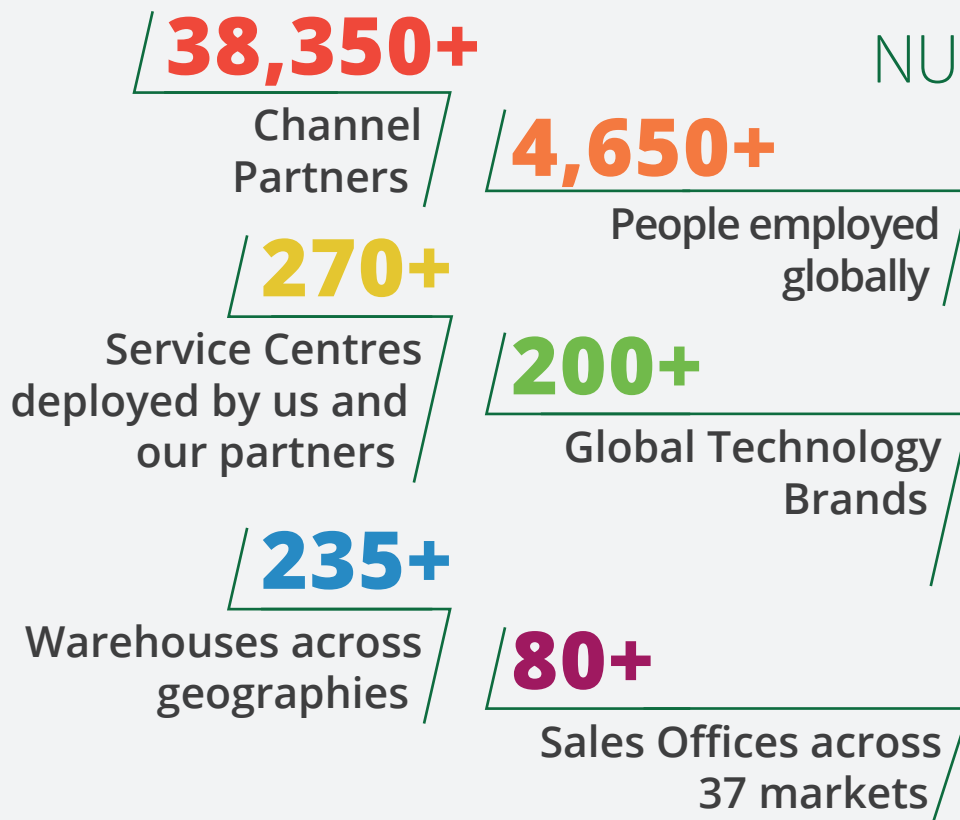 NU
38,350+
Channel
Partners
4,650+
People employed
globally
270+
Service Centres
deployed by us and
our partners
200+
Global Technology
Brands
235+
Warehouses across
geographies
80+
Sales Offices across
37 markets